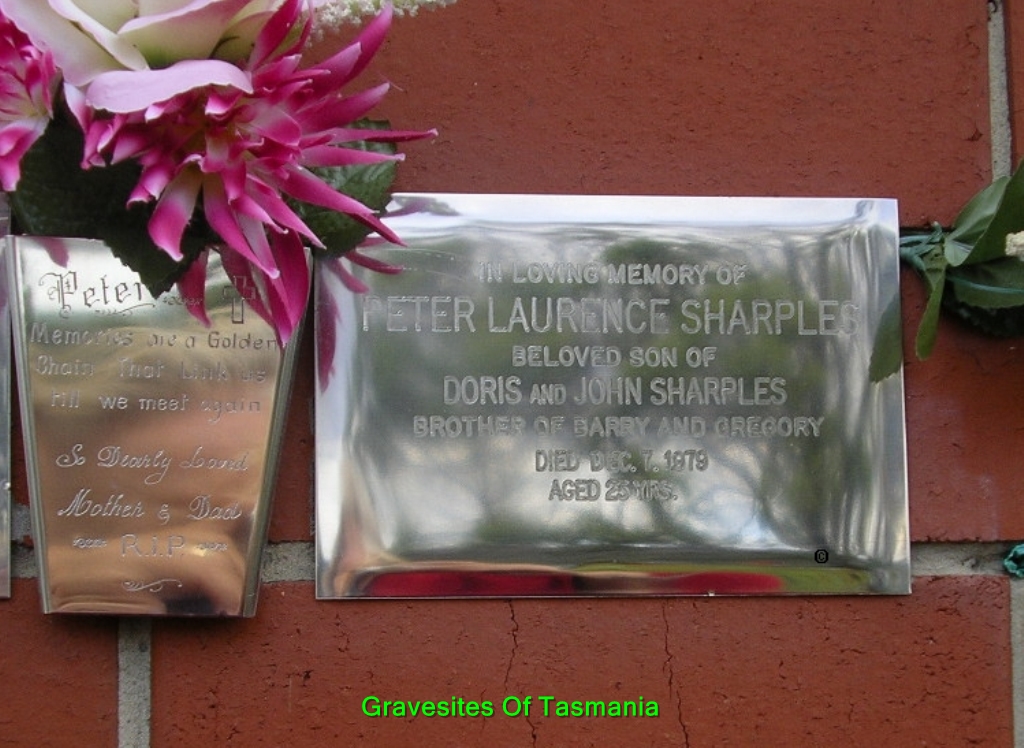 Peter
Memories are a Golden
Chain That Link us
Till we meet again
So Dearly Loved
Mother & Dad
R.I.P.
IN LOVING MEMORY OF
PETER LAURENCE SHARPLES
BELOVED SON OF
DORIS AND JOHN SHARPLES
BROTHER OF BARRY AND GREGORY
DIED DEC. 7. 1979
AGED 25 YRS.
©
Gravesites Of Tasmania